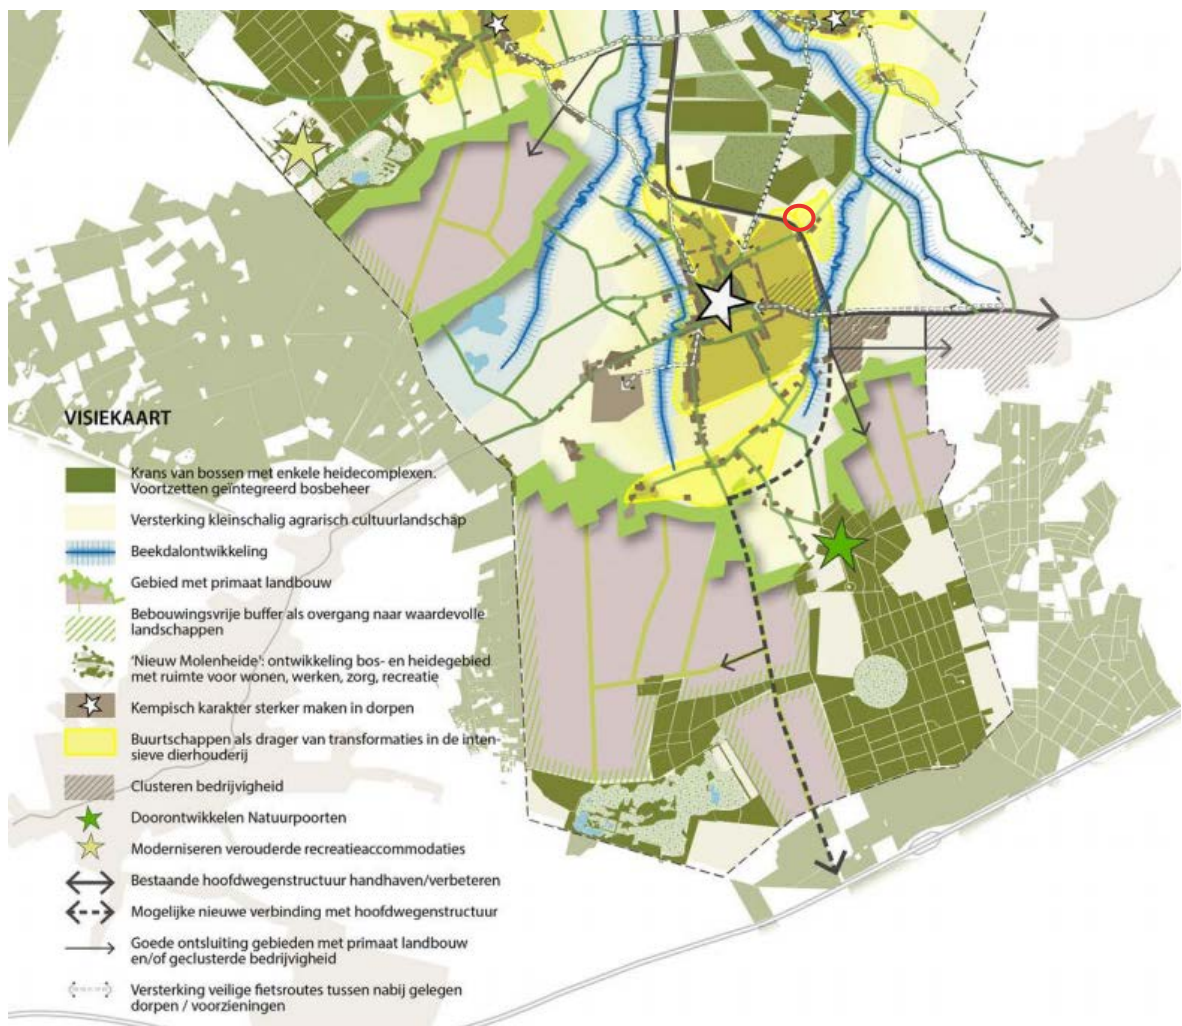 VISIEKAART
Krans van bossen met enkele heidecomplexen.
Voortzetten geïntegreerd bosbeheer
Versterking kleinschalig agrarisch cultuurlandschap
Beekdalontwikkeling
Gebied met primaat landbouw
Bebouwingsvrije buffer als overgang naar waardevolle
landschappen
'Nieuw Molenheide': ontwikkeling bos- en heidegebied
met ruimte voor wonen, werken, zorg, recreatie
Kempisch karakter sterker maken in dorpen
Buurtschappen als drager van transformaties in de inten-
sieve dierhouderij
Clusteren bedrijvigheid
Doorontwikkelen Natuurpoorten
Moderniseren verouderde recreatieaccommodaties
Bestaande hoofdwegenstructuur handhaven/verbeteren
Mogelijke nieuwe verbinding met hoofdwegenstructuur
Goede ontsluiting gebieden met primaat landbouw
en/of geclusterde bedrijvigheid
Versterking veilige fietsroutes tussen nabij gelegen
dorpen / voorzieningen